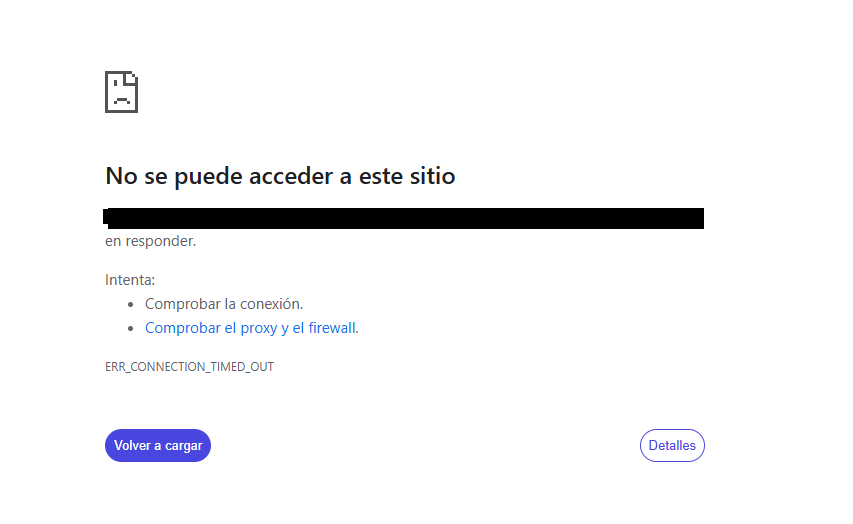 No se puede acceder a este sitio
en responder.
Intenta:
• Comprobar la conexión.
• Comprobar el proxy y el firewall.
ERR_CONNECTION_TIMED_OUT
Volver a cargar
Detalles